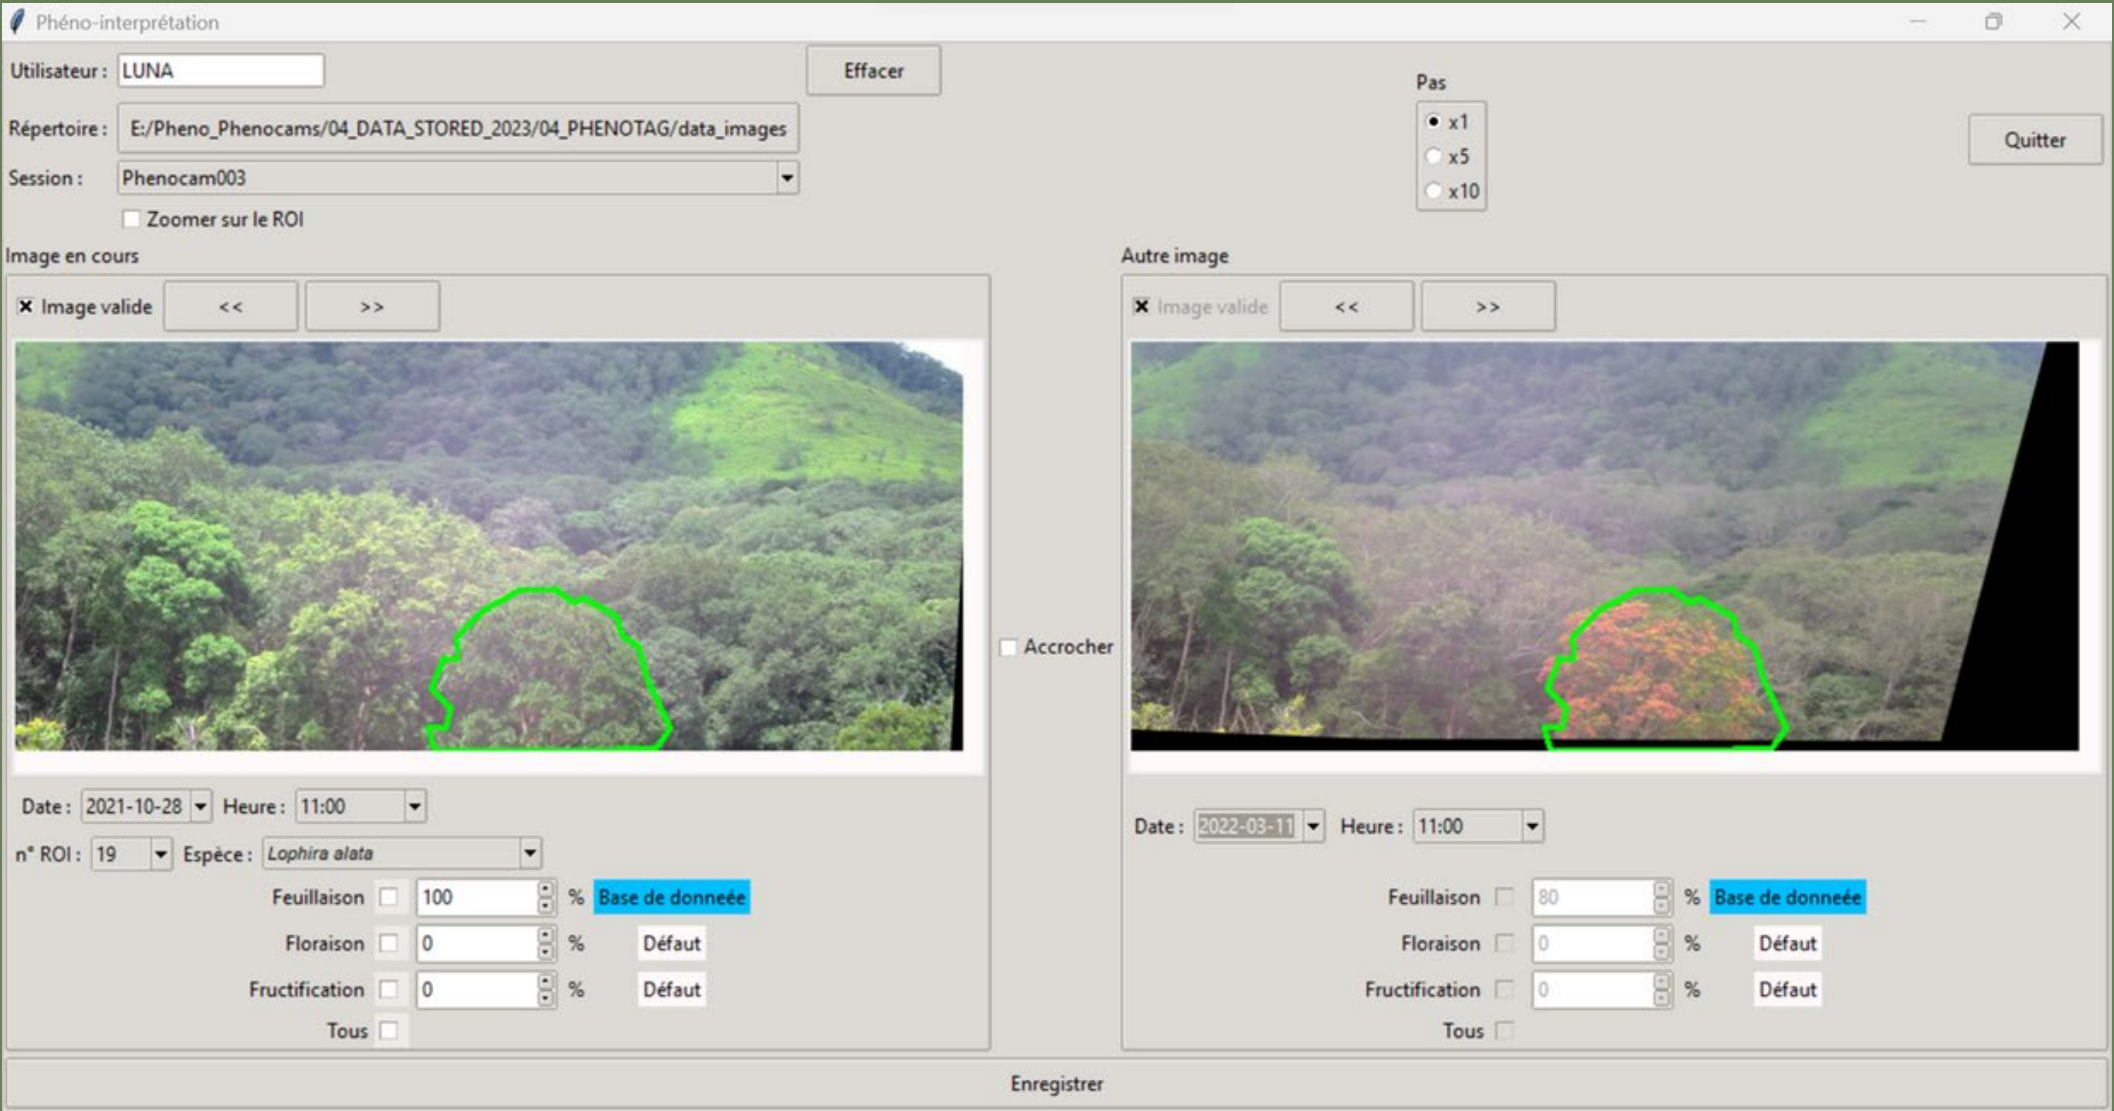 Phéno-interprétation
Utilisateur : LUNA Effacer
Répertoire : E:/Pheno_Phenocams/04_DATA_STORED_2023/04_PHENOTAG/data_images
Session : Phenocam003
Zoomer sur le ROI
Pas
x1
x5
x10
Quitter
Image en cours
Image valide << >>
Date : 2021-10-28 Heure : 11:00
n° ROI : 19 Espèce : Lophira alata
Feuillaison 100 % Base de donneée
Floraison 0 % Défaut
Fructification 0 % Défaut
Tous
Accrocher
Autre image
Image valide << >>
Date : 2022-03-11 Heure : 11:00
Feuillaison 80 % Base de donneée
Floraison 0 % Défaut
Fructification 0 % Défaut
Tous
Enregistrer